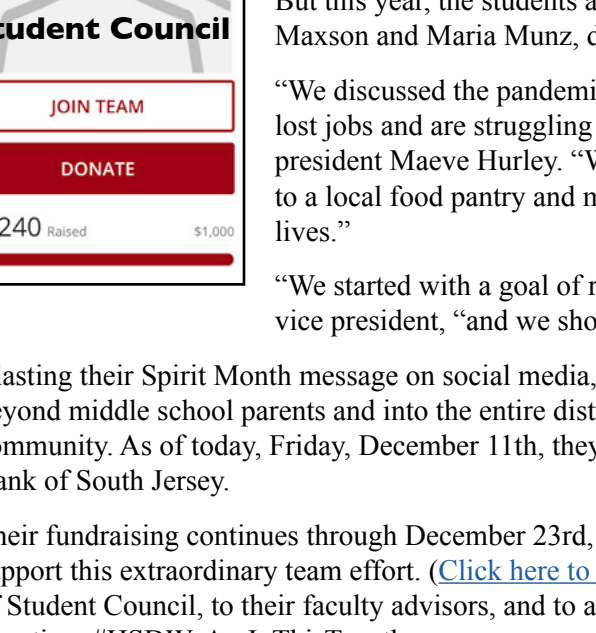 But this year, the students a
Maxson and Maria Munz, d
tudent Council
JOIN TEAM
DONATE
240 Raised $1,000
“We discussed the pandemi
lost jobs and are struggling
president Maeve Hurley. “W
to a local food pantry and m
lives.”
“We started with a goal of r
vice president, “and we sho
lasting their Spirit Month message on social media,
eyond middle school parents and into the entire dist
ommunity. As of today, Friday, December 11th, they
ank of South Jersey.
heir fundraising continues through December 23rd,
pport this extraordinary team effort. (Click here to
f Student Council, to their faculty advisors, and to a